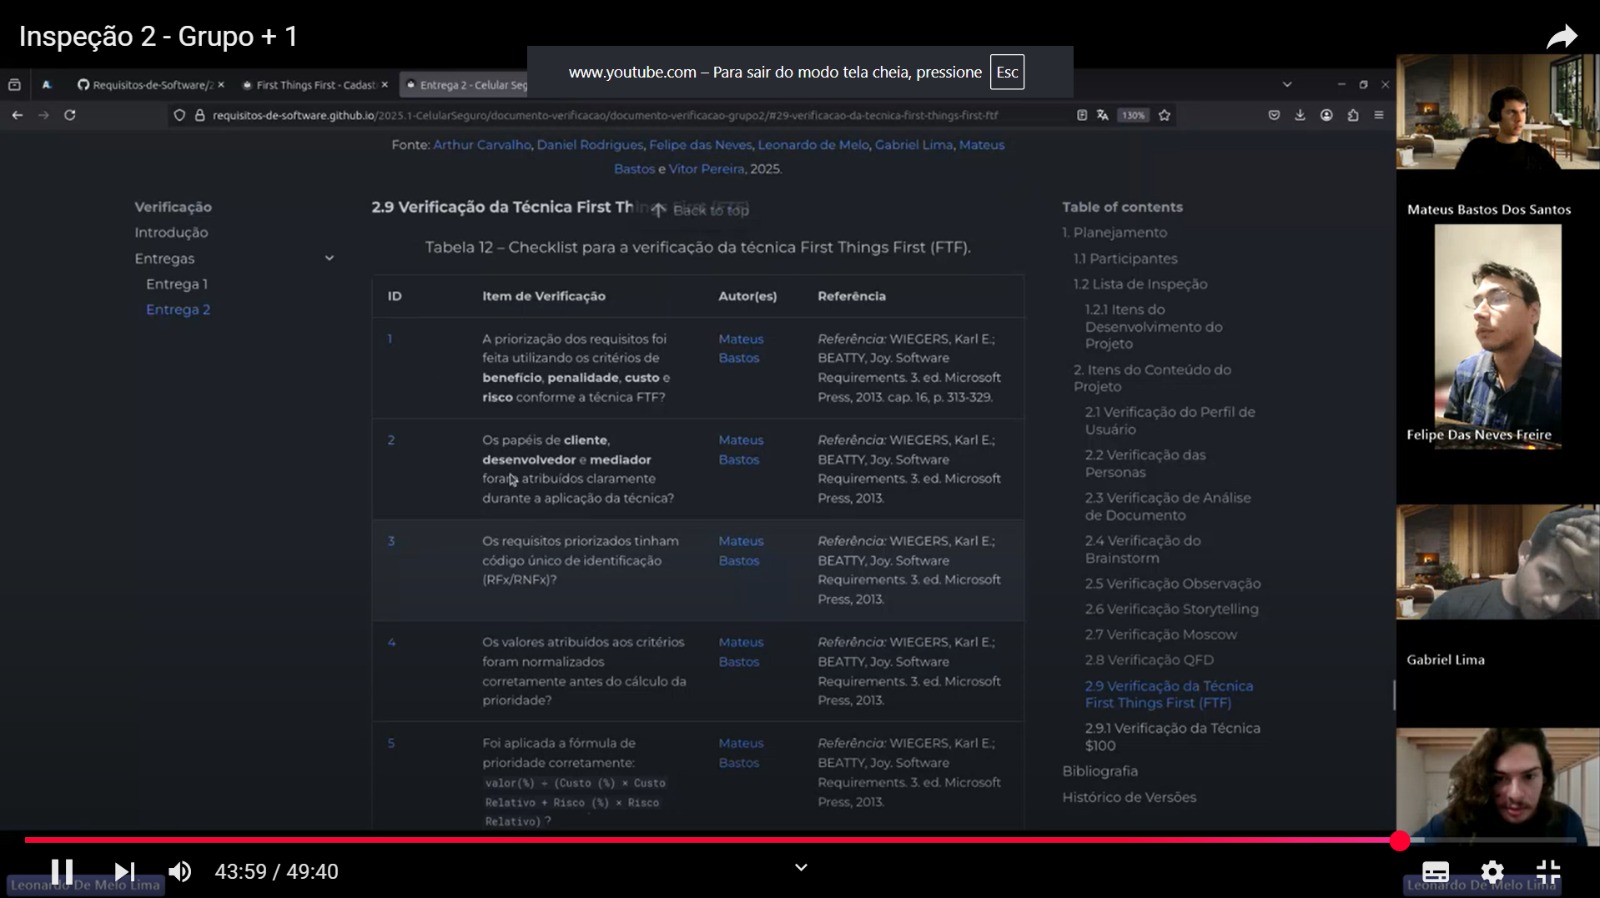 Inspeção 2 - Grupo + 1
www.youtube.com – Para sair do modo tela cheia, pressione Esc
Requisitos-de-Software/2
First Things First - Cadast
Entrega 2 - Celular Seg
requisitos-de-software.github.io/2025.1-CelularSeguro/documento-verificacao/documento-verificacao-grupo2/#29-verificacao-da-tecnica-first-things-first-ftf
130%
Fonte: Arthur Carvalho, Daniel Rodrigues, Felipe das Neves, Leonardo de Melo, Gabriel Lima, Mateus
Bastos e Vitor Pereira, 2025.
Verificação
Introdução
Entregas
Entrega 1
Entrega 2
2.9 Verificação da Técnica First Things First (FTF)
Back to top
Tabela 12 – Checklist para a verificação da técnica First Things First (FTF).
ID
Item de Verificação
Autor(es)
Referência
1
A priorização dos requisitos foi
feita utilizando os critérios de
benefício, penalidade, custo e
risco conforme a técnica FTF?
Mateus
Bastos
Referência: WIEGERS, Karl E.;
BEATTY, Joy. Software
Requirements. 3. ed. Microsoft
Press, 2013. cap. 16, p. 313-329.
2
Os papéis de cliente,
desenvolvedor e mediador
foram atribuídos claramente
durante a aplicação da técnica?
Mateus
Bastos
Referência: WIEGERS, Karl E.;
BEATTY, Joy. Software
Requirements. 3. ed. Microsoft
Press, 2013.
3
Os requisitos priorizados tinham
código único de identificação
(RFx/RNFx)?
Mateus
Bastos
Referência: WIEGERS, Karl E.;
BEATTY, Joy. Software
Requirements. 3. ed. Microsoft
Press, 2013.
4
Os valores atribuídos aos critérios
foram normalizados
corretamente antes do cálculo da
prioridade?
Mateus
Bastos
Referência: WIEGERS, Karl E.;
BEATTY, Joy. Software
Requirements. 3. ed. Microsoft
Press, 2013.
5
Foi aplicada a fórmula de
prioridade corretamente:
valor(%) ÷ (Custo (%) × Custo
Relativo + Risco (%) × Risco
Relativo) ?
Mateus
Bastos
Referência: WIEGERS, Karl E.;
BEATTY, Joy. Software
Requirements. 3. ed. Microsoft
Press, 2013.
Table of contents
1. Planejamento
1.1 Participantes
1.2 Lista de Inspeção
1.2.1 Itens do
Desenvolvimento do
Projeto
2. Itens do Conteúdo do
Projeto
2.1 Verificação do Perfil de
Usuário
2.2 Verificação das
Personas
2.3 Verificação de Análise
de Documento
2.4 Verificação do
Brainstorm
2.5 Verificação Observação
2.6 Verificação Storytelling
2.7 Verificação Moscow
2.8 Verificação QFD
2.9 Verificação da Técnica
First Things First (FTF)
2.9.1 Verificação da Técnica
$100
Bibliografia
Histórico de Versões
Mateus Bastos Dos Santos
Felipe Das Neves Freire
Gabriel Lima
43:59 / 49:40
Leonardo De Melo Lima
Leonardo De Melo Lima